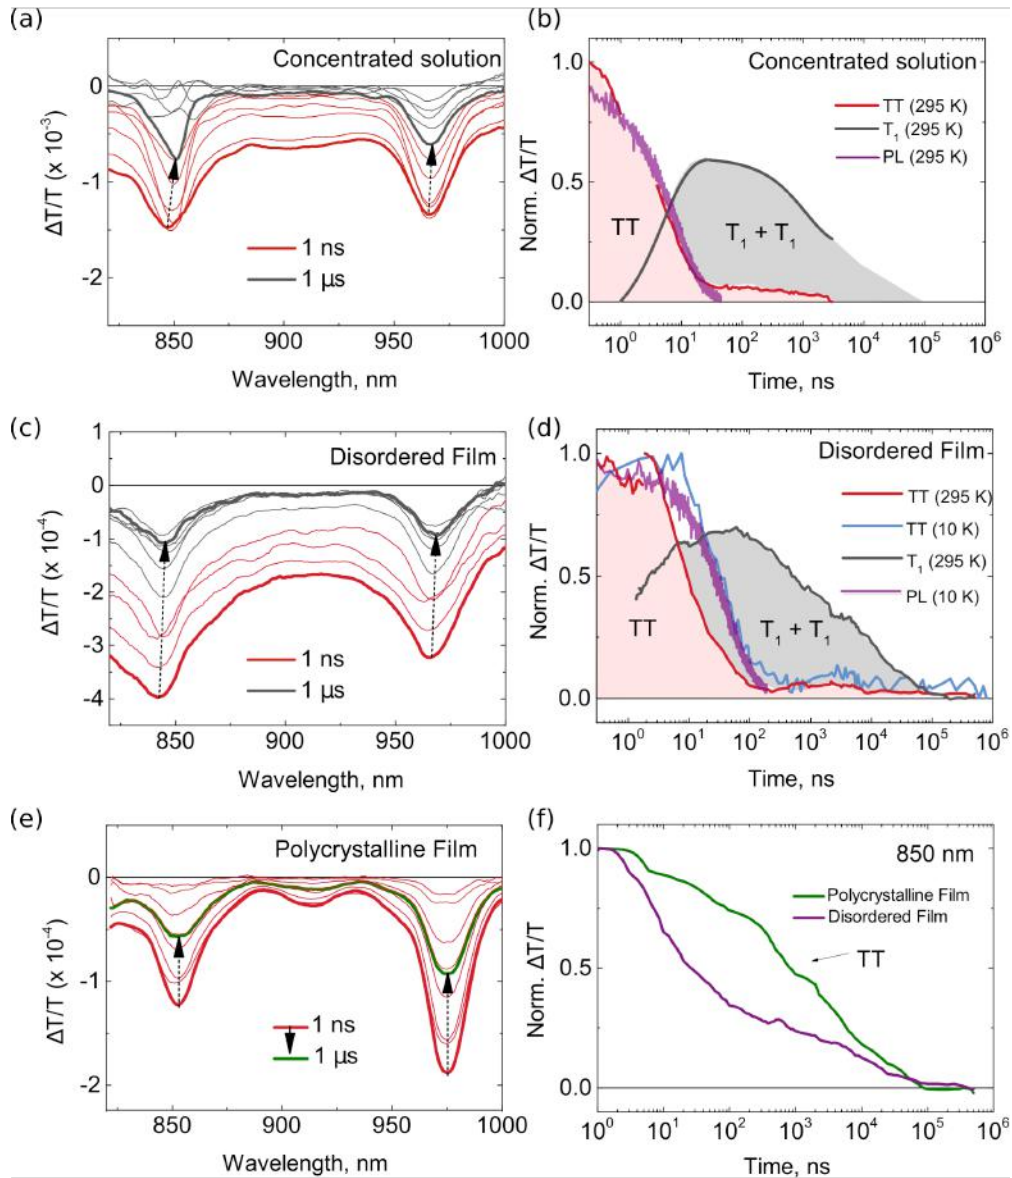 (a)
Concentrated solution
0
-1
-2
ΔT/T (x 10⁻³)
1 ns
1 μs
850
900
950
1000
Wavelength, nm
(b)
Concentrated solution
1.0
0.5
0.0
Norm. ΔT/T
TT (295 K)
T₁ (295 K)
PL (295 K)
TT
T₁ + T₁
10⁰
10¹
10²
10³
10⁴
10⁵
10⁶
Time, ns
(c)
Disordered Film
1
0
-1
-2
-3
-4
ΔT/T (x 10⁻⁴)
1 ns
1 μs
850
900
950
1000
Wavelength, nm
(d)
Disordered Film
1.0
0.5
0.0
Norm. ΔT/T
TT (295 K)
TT (10 K)
T₁ (295 K)
PL (10 K)
TT
T₁ + T₁
10⁰
10¹
10²
10³
10⁴
10⁵
10⁶
Time, ns
(e)
Polycrystalline Film
0
-1
-2
ΔT/T (x 10⁻⁴)
1 ns
1 μs
850
900
950
1000
Wavelength, nm
(f)
850 nm
1.0
0.5
0.0
Norm. ΔT/T
Polycrystalline Film
Disordered Film
TT
10⁰
10¹
10²
10³
10⁴
10⁵
10⁶
Time, ns